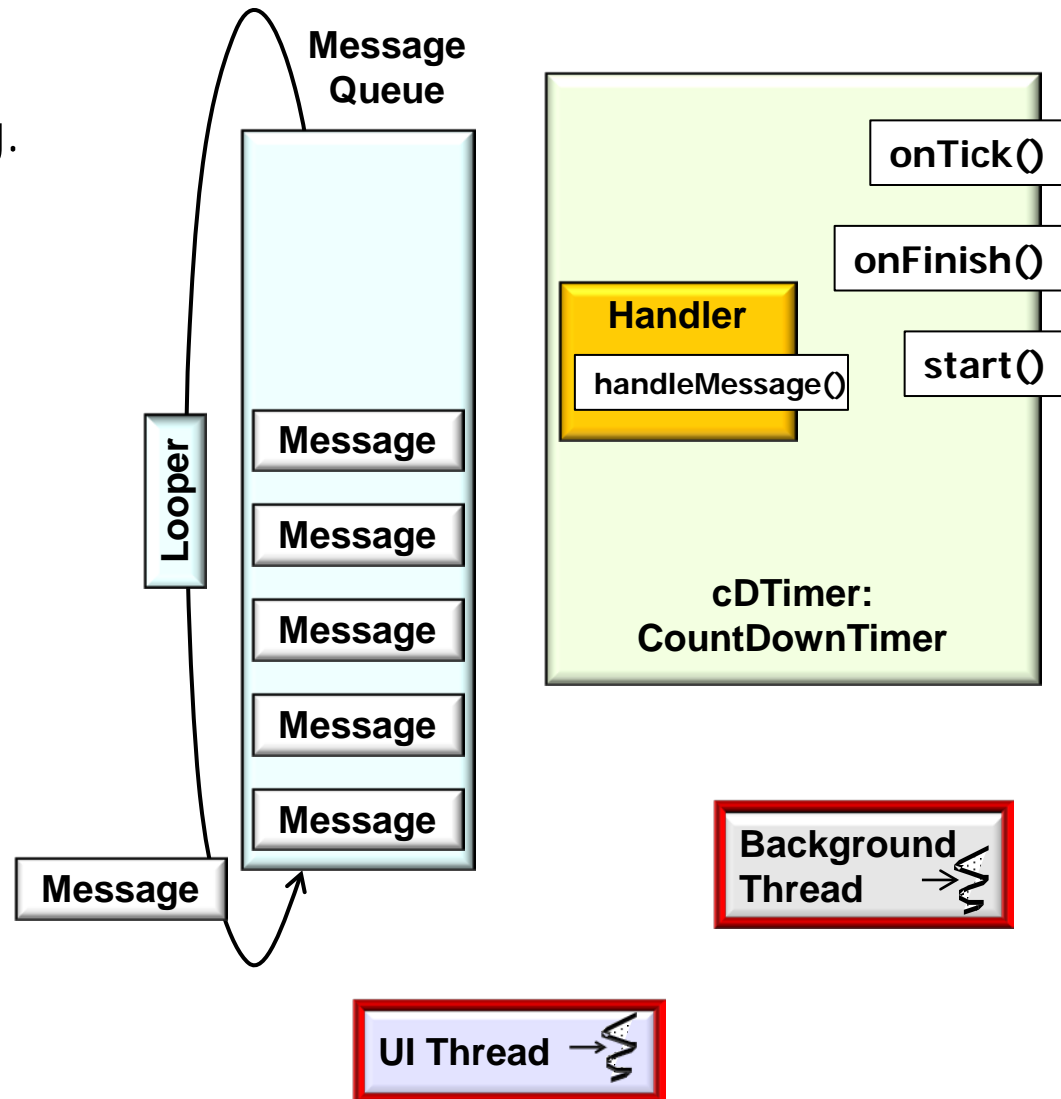 Message
Queue
onTick()
onFinish()
Handler
start()
handleMessage()
Message
Looper
Message
Message
cDTimer:
CountDownTimer
Message
Message
Message
Background
Thread
UI Thread